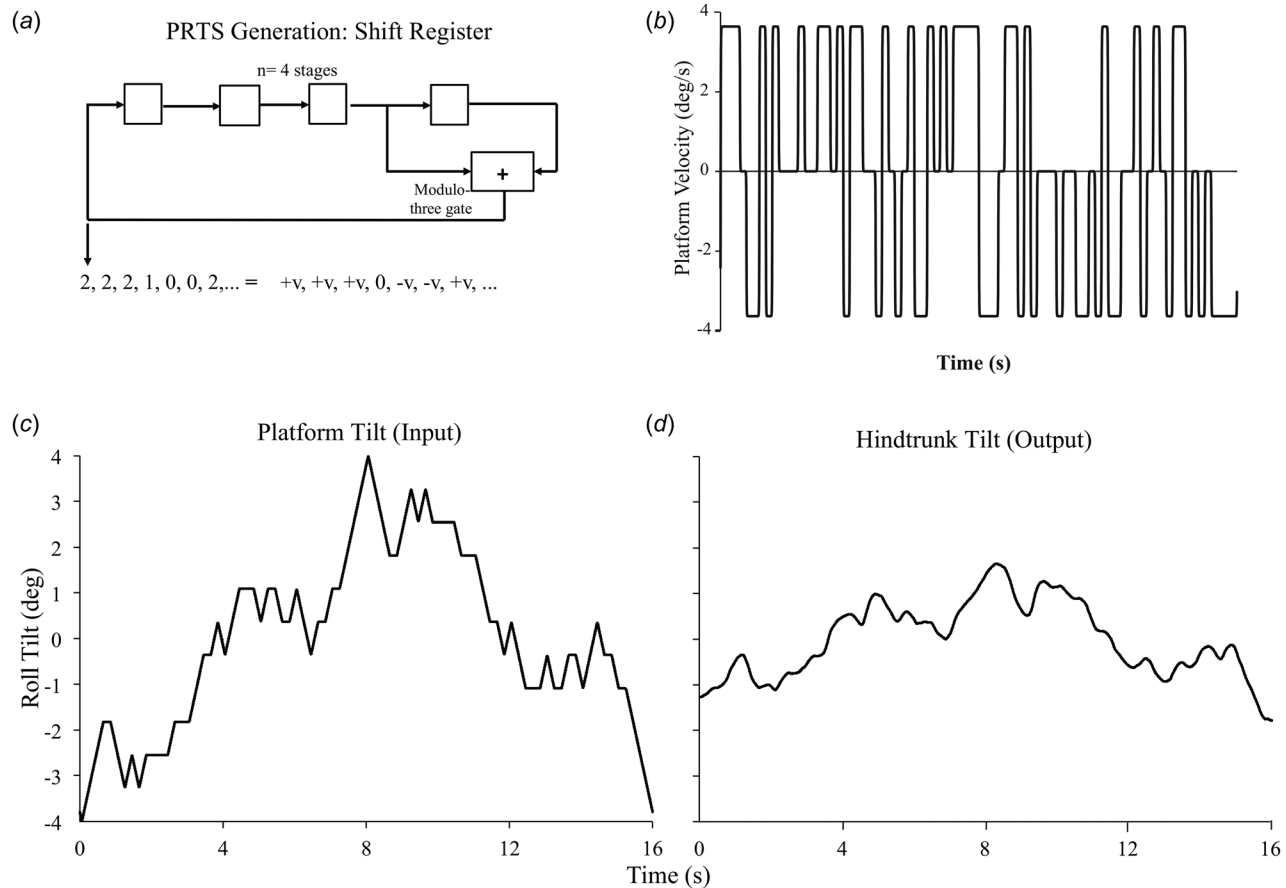 (a)
PRTS Generation: Shift Register
n= 4 stages
+
Modulo-
three gate
2, 2, 2, 1, 0, 0, 2,... = +v, +v, +v, 0, -v, -v, +v, ...
(b)
Platform Velocity (deg/s)
4
2
0
-2
-4
Time (s)
(c)
Platform Tilt (Input)
Roll Tilt (deg)
4
3
2
1
0
-1
-2
-3
-4
0 4 8 12 16
(d)
Hindtrunk Tilt (Output)
0 4 8 12 16
Time (s)